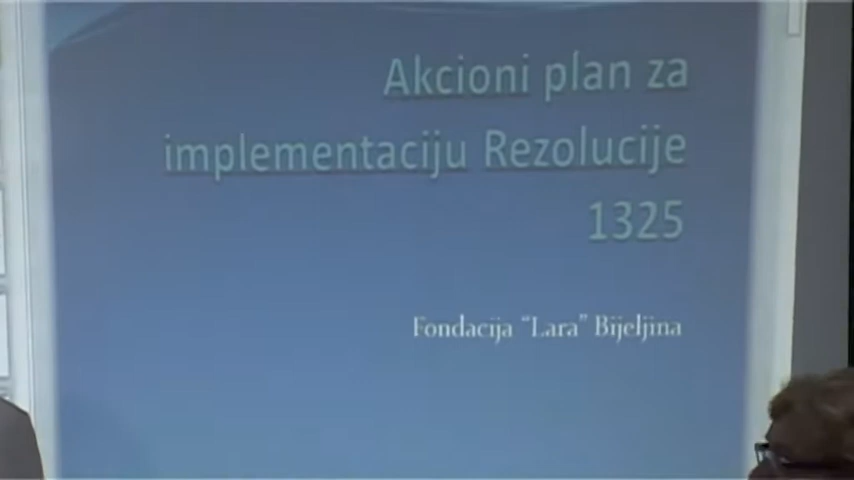 Akcioni plan za
implementaciju Rezolucije
1325
Fondacija “Lara” Bijeljina